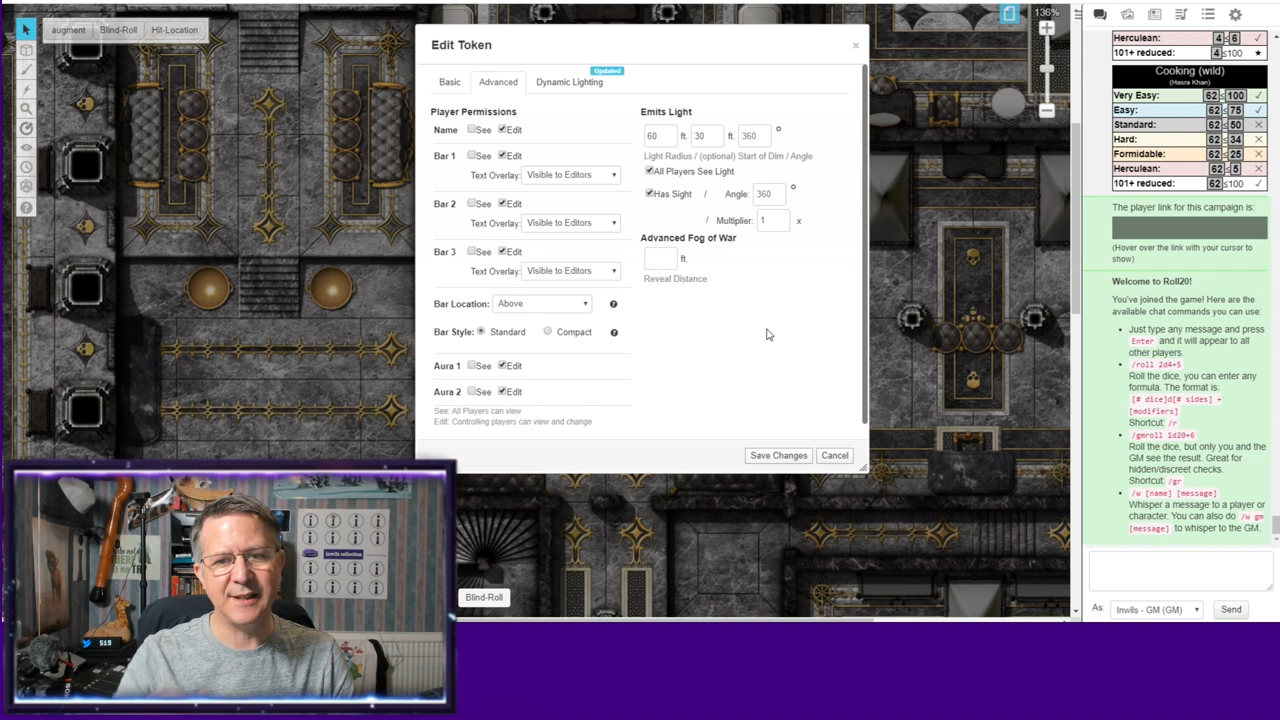 augment Blind-Roll Hit-Location
136%
Edit Token
×
Basic Advanced Dynamic Lighting Updated
Player Permissions
Name See Edit
Bar 1 See Edit
Text Overlay: Visible to Editors
Bar 2 See Edit
Text Overlay: Visible to Editors
Bar 3 See Edit
Text Overlay: Visible to Editors
Bar Location: Above
Bar Style: Standard Compact
Aura 1 See Edit
Aura 2 See Edit
See: All Players can view
Edit: Controlling players can view and change
Emits Light
60 ft. 30 ft. 360 °
Light Radius / (optional) Start of Dim / Angle
All Players See Light
Has Sight / Angle: 360 °
/ Multiplier: 1 x
Advanced Fog of War
ft.
Reveal Distance
Save Changes Cancel
Herculean: 4≤6 ✓
101+ reduced: 4≤100 ★
Cooking (wild)
(Hasra Khan)
Very Easy: 62≤100 ✓
Easy: 62≤75 ✓
Standard: 62≤50 ✕
Hard: 62≤34 ✕
Formidable: 62≤25 ✕
Herculean: 62≤5 ✕
101+ reduced: 62≤100 ✓
The player link for this campaign is:
(Hover over the link with your cursor to
show)
Welcome to Roll20!
You've joined the game! Here are the
available chat commands you can use:
• Just type any message and press
Enter and it will appear to all
other players.
• /roll 2d4+5
Roll the dice, you can enter any
formula. The format is:
[# dice]d[# sides] +
[modifiers]
Shortcut: /r
• /gmroll 1d20+6
Roll the dice, but only you and the
GM see the result. Great for
hidden/discreet checks.
Shortcut: /gr
• /w [name] [message]
Whisper a message to a player or
character. You can also do /w gm
[message] to whisper to the GM.
As: Inwils - GM (GM) Send
Blind-Roll
inwils collection
519